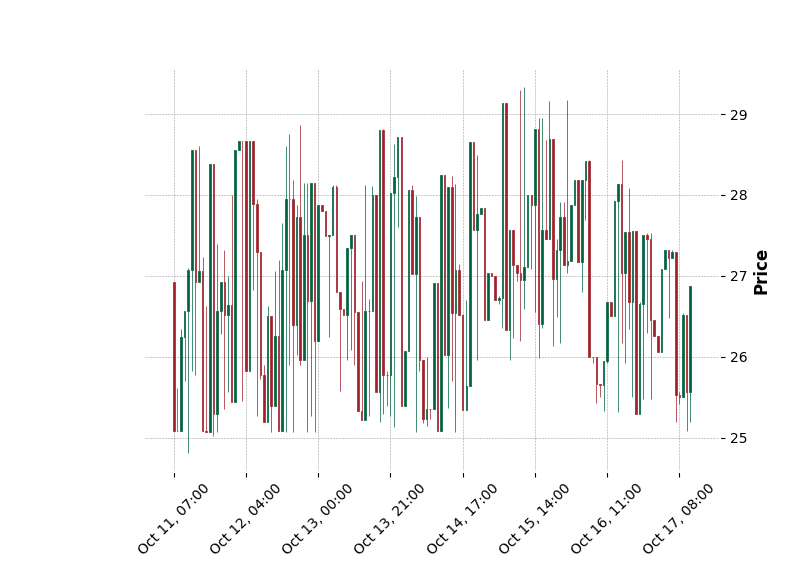 29
28
27
26
25
Price
Oct 11, 07:00
Oct 12, 04:00
Oct 13, 00:00
Oct 13, 21:00
Oct 14, 17:00
Oct 15, 14:00
Oct 16, 11:00
Oct 17, 08:00